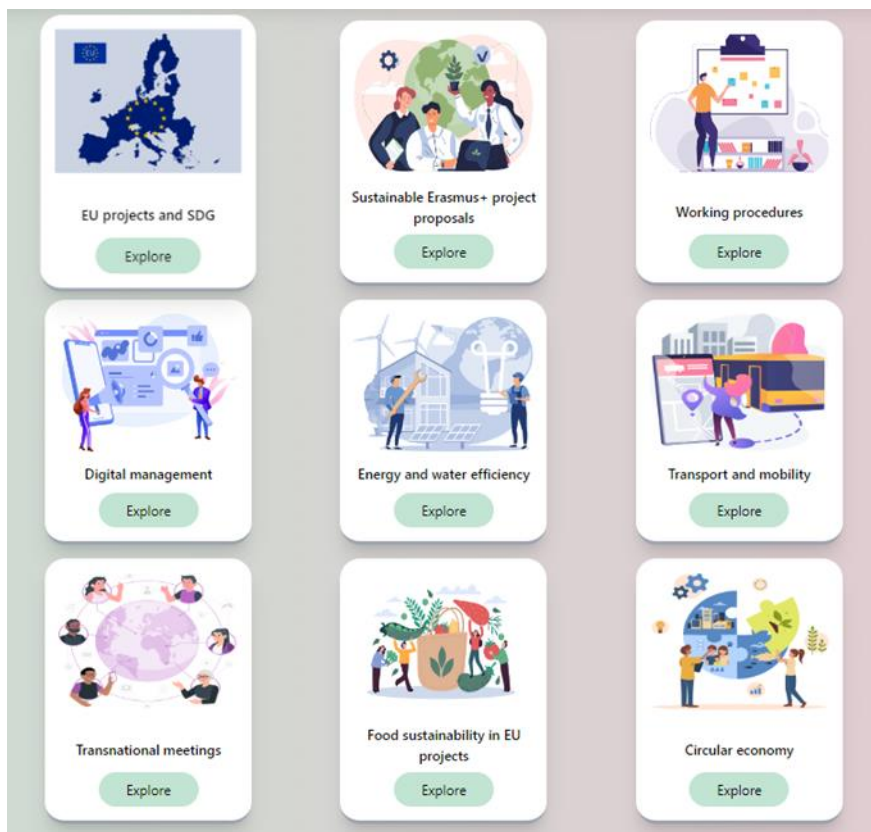 EU projects and SDG
Explore
Sustainable Erasmus+ project
proposals
Explore
Working procedures
Explore
Digital management
Explore
Energy and water efficiency
Explore
Transport and mobility
Explore
Transnational meetings
Explore
Food sustainability in EU
projects
Explore
Circular economy
Explore